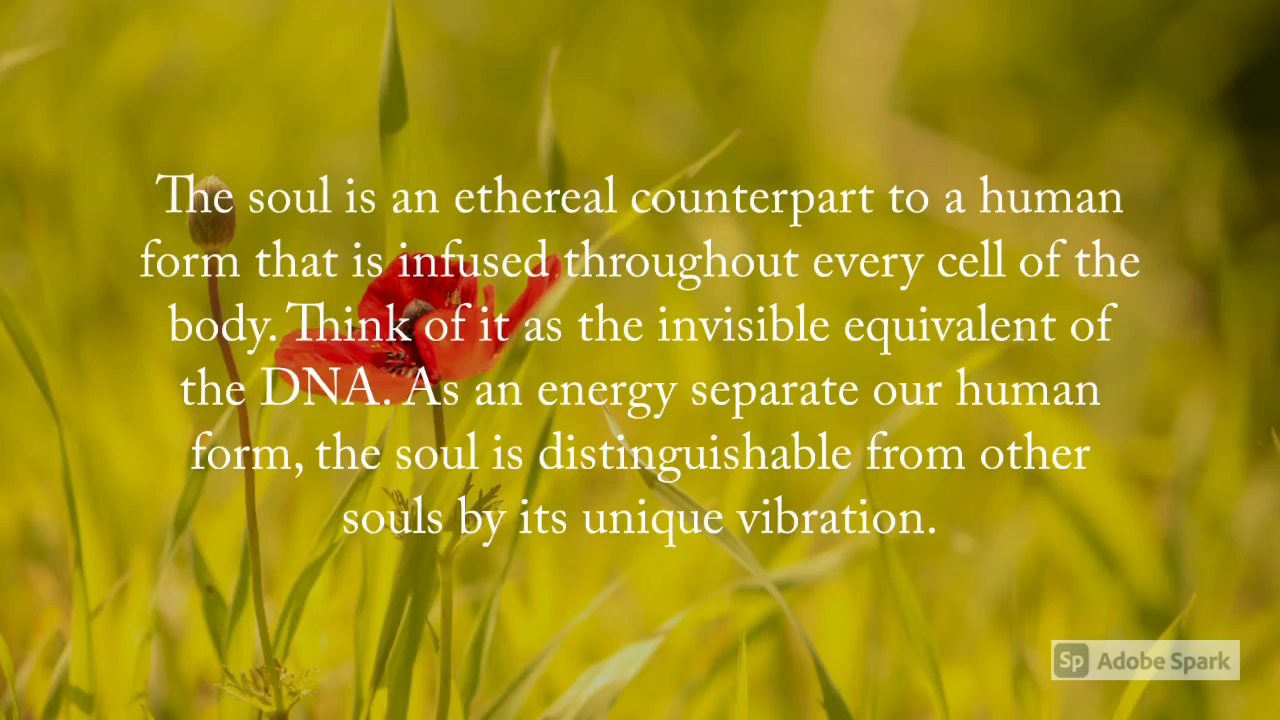 The soul is an ethereal counterpart to a human
form that is infused throughout every cell of the
body. Think of it as the invisible equivalent of
the DNA. As an energy separate our human
form, the soul is distinguishable from other
souls by its unique vibration.
Sp Adobe Spark